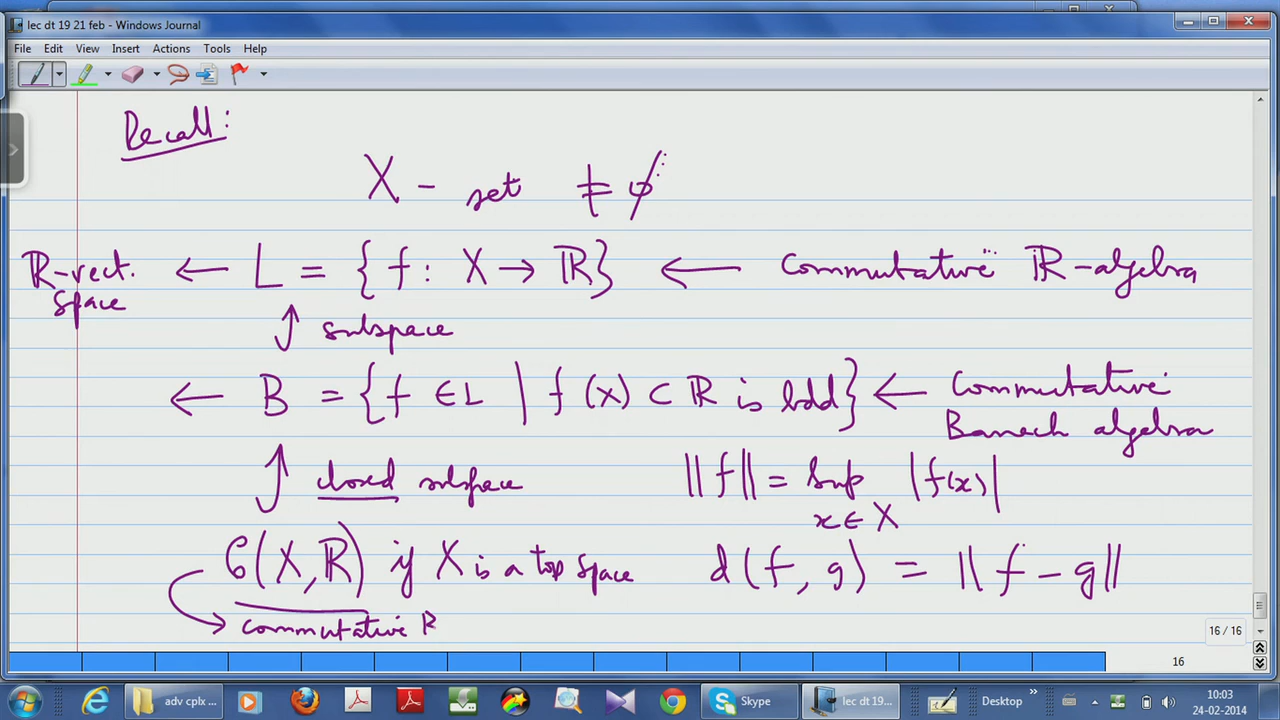 lec dt 19 21 feb - Windows Journal
File Edit View Insert Actions Tools Help
Recall:
X - set ≠ φ
R-vect. space ← L = { f : X → R } ← Commutative R-algebra
↑ subspace
← B = { f ∈ L | f(x) ⊂ R is bdd } ← Commutative Banach algebra
↑ closed subspace ||f|| = Sup x∈X |f(x)|
C(X, R) if X is a top space d(f, g) = ||f - g||
→ commutative B
16 / 16
16
adv cplx ... Skype lec dt 19... Desktop » 10:03
24-02-2014